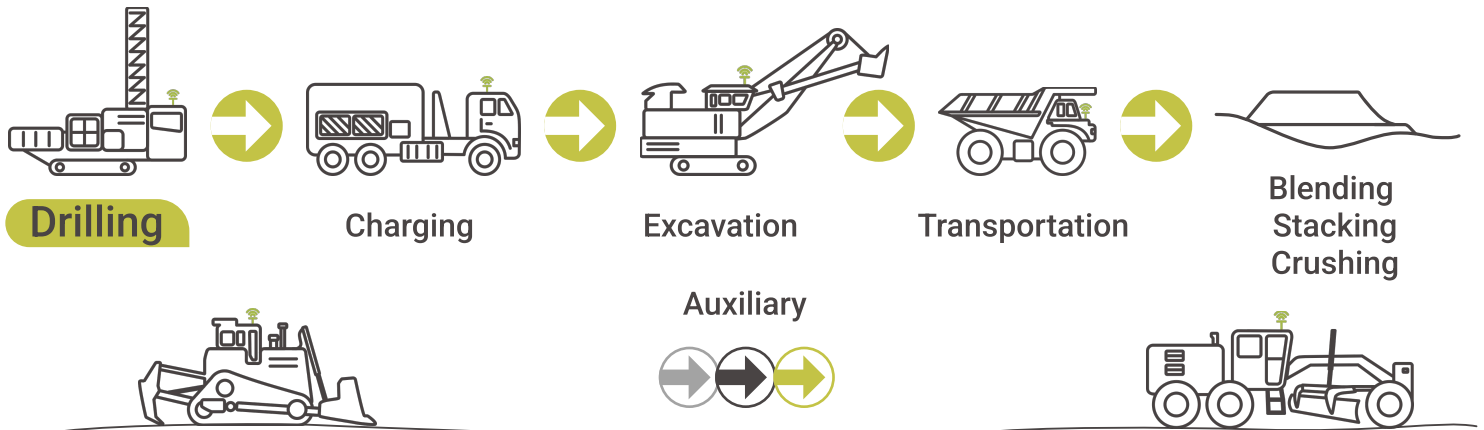 Drilling
Charging
Excavation
Transportation
Blending
Stacking
Crushing
Auxiliary